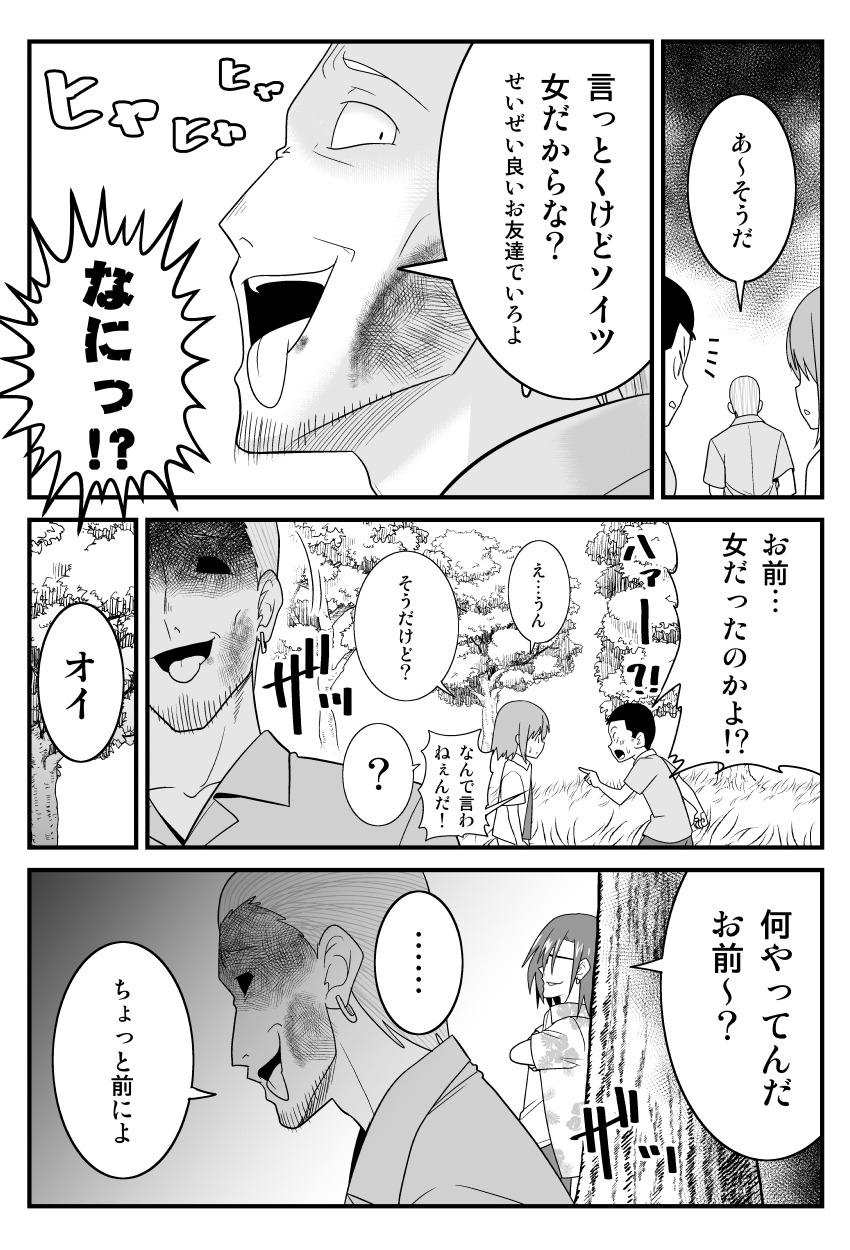 あ～そうだ
言っとくけどソイツ
女だからな?
せいぜい良いお友達でいろよ
ヒャ
ヒャ
ヒャ
なにっ!?
お前…
女だったのかよ!?
ハァー?!
え……うん
そうだけど?
なんで言わ
ねぇんだ!
?
ザッ
オイ
何やってんだ
お前～?
ザッ
……
ちょっと前によ